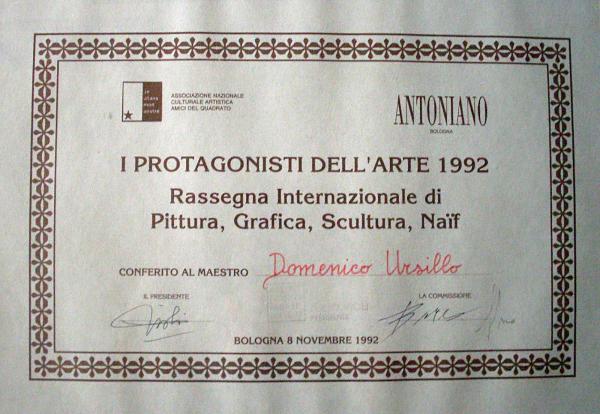 ASSOCIAZIONE NAZIONALE
CULTURALE ARTISTICA
AMICI DEL QUADRATO
ANTONIANO
BOLOGNA
I PROTAGONISTI DELL'ARTE 1992
Rassegna Internazionale di
Pittura, Grafica, Scultura, Naïf
CONFERITO AL MAESTRO Domenico Ursillo
IL PRESIDENTE
LA COMMISSIONE
BOLOGNA 8 NOVEMBRE 1992